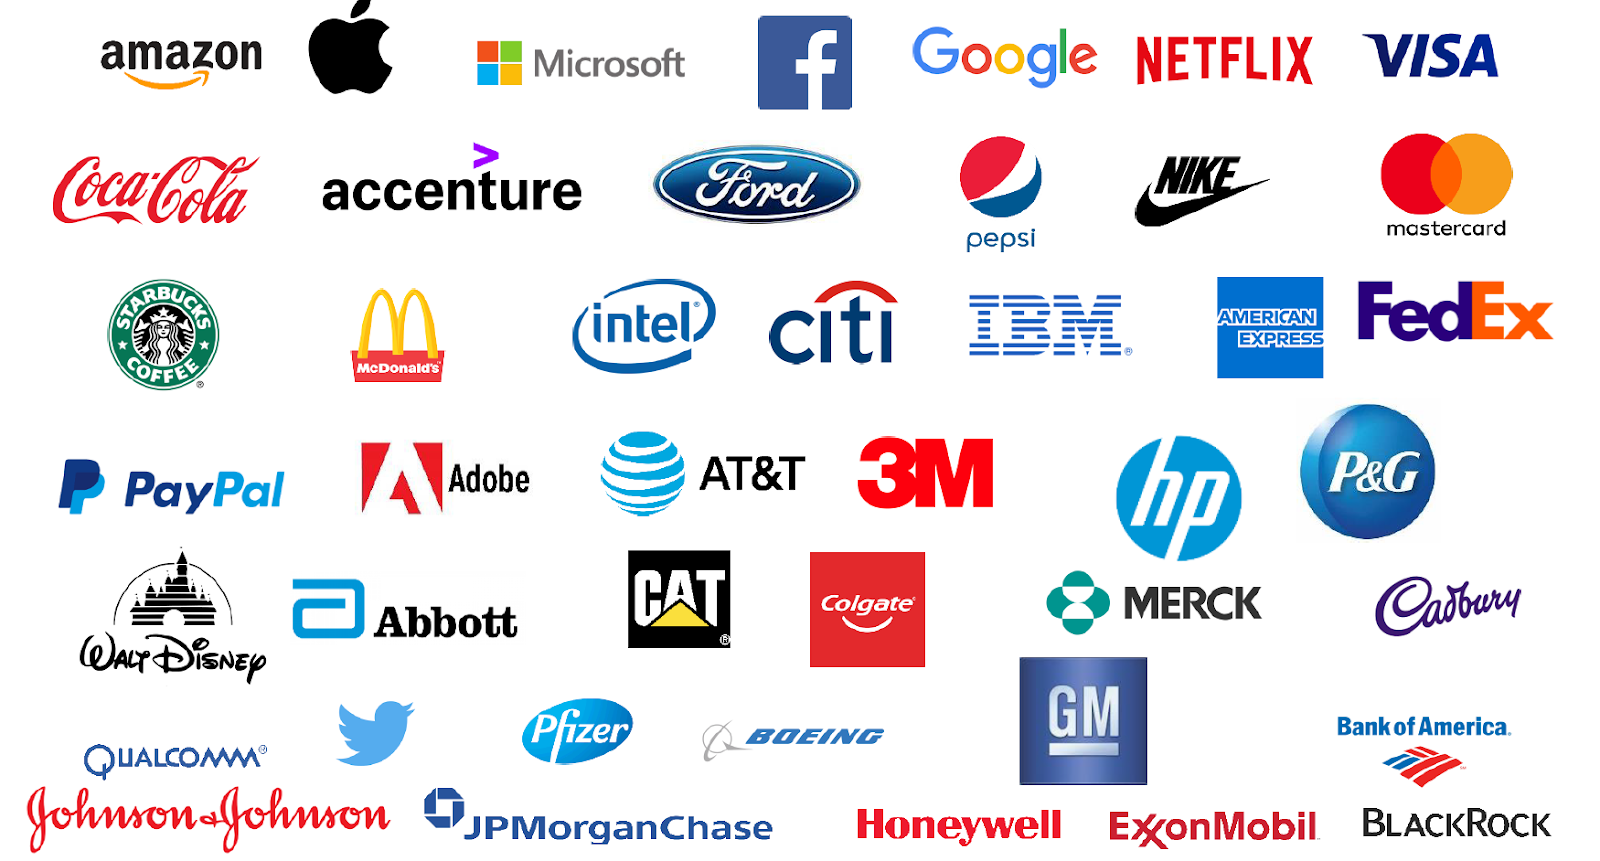 amazon
Microsoft
f
Google
NETFLIX
VISA
Coca-Cola
>
accenture
Ford
pepsi
NIKE
mastercard
STARBUCKS
COFFEE
®
M
McDonald's
intel®
citi
IBM®
AMERICAN
EXPRESS
FedEx
P PayPal
A Adobe
AT&T
3M
hp
P&G
WALT DISNEY
a Abbott
CAT®
Colgate®
MERCK
Cadbury
QUALCOMM®
Pfizer
BOEING
GM
Bank of America
Johnson & Johnson
JPMorganChase
Honeywell
ExxonMobil
BLACKROCK